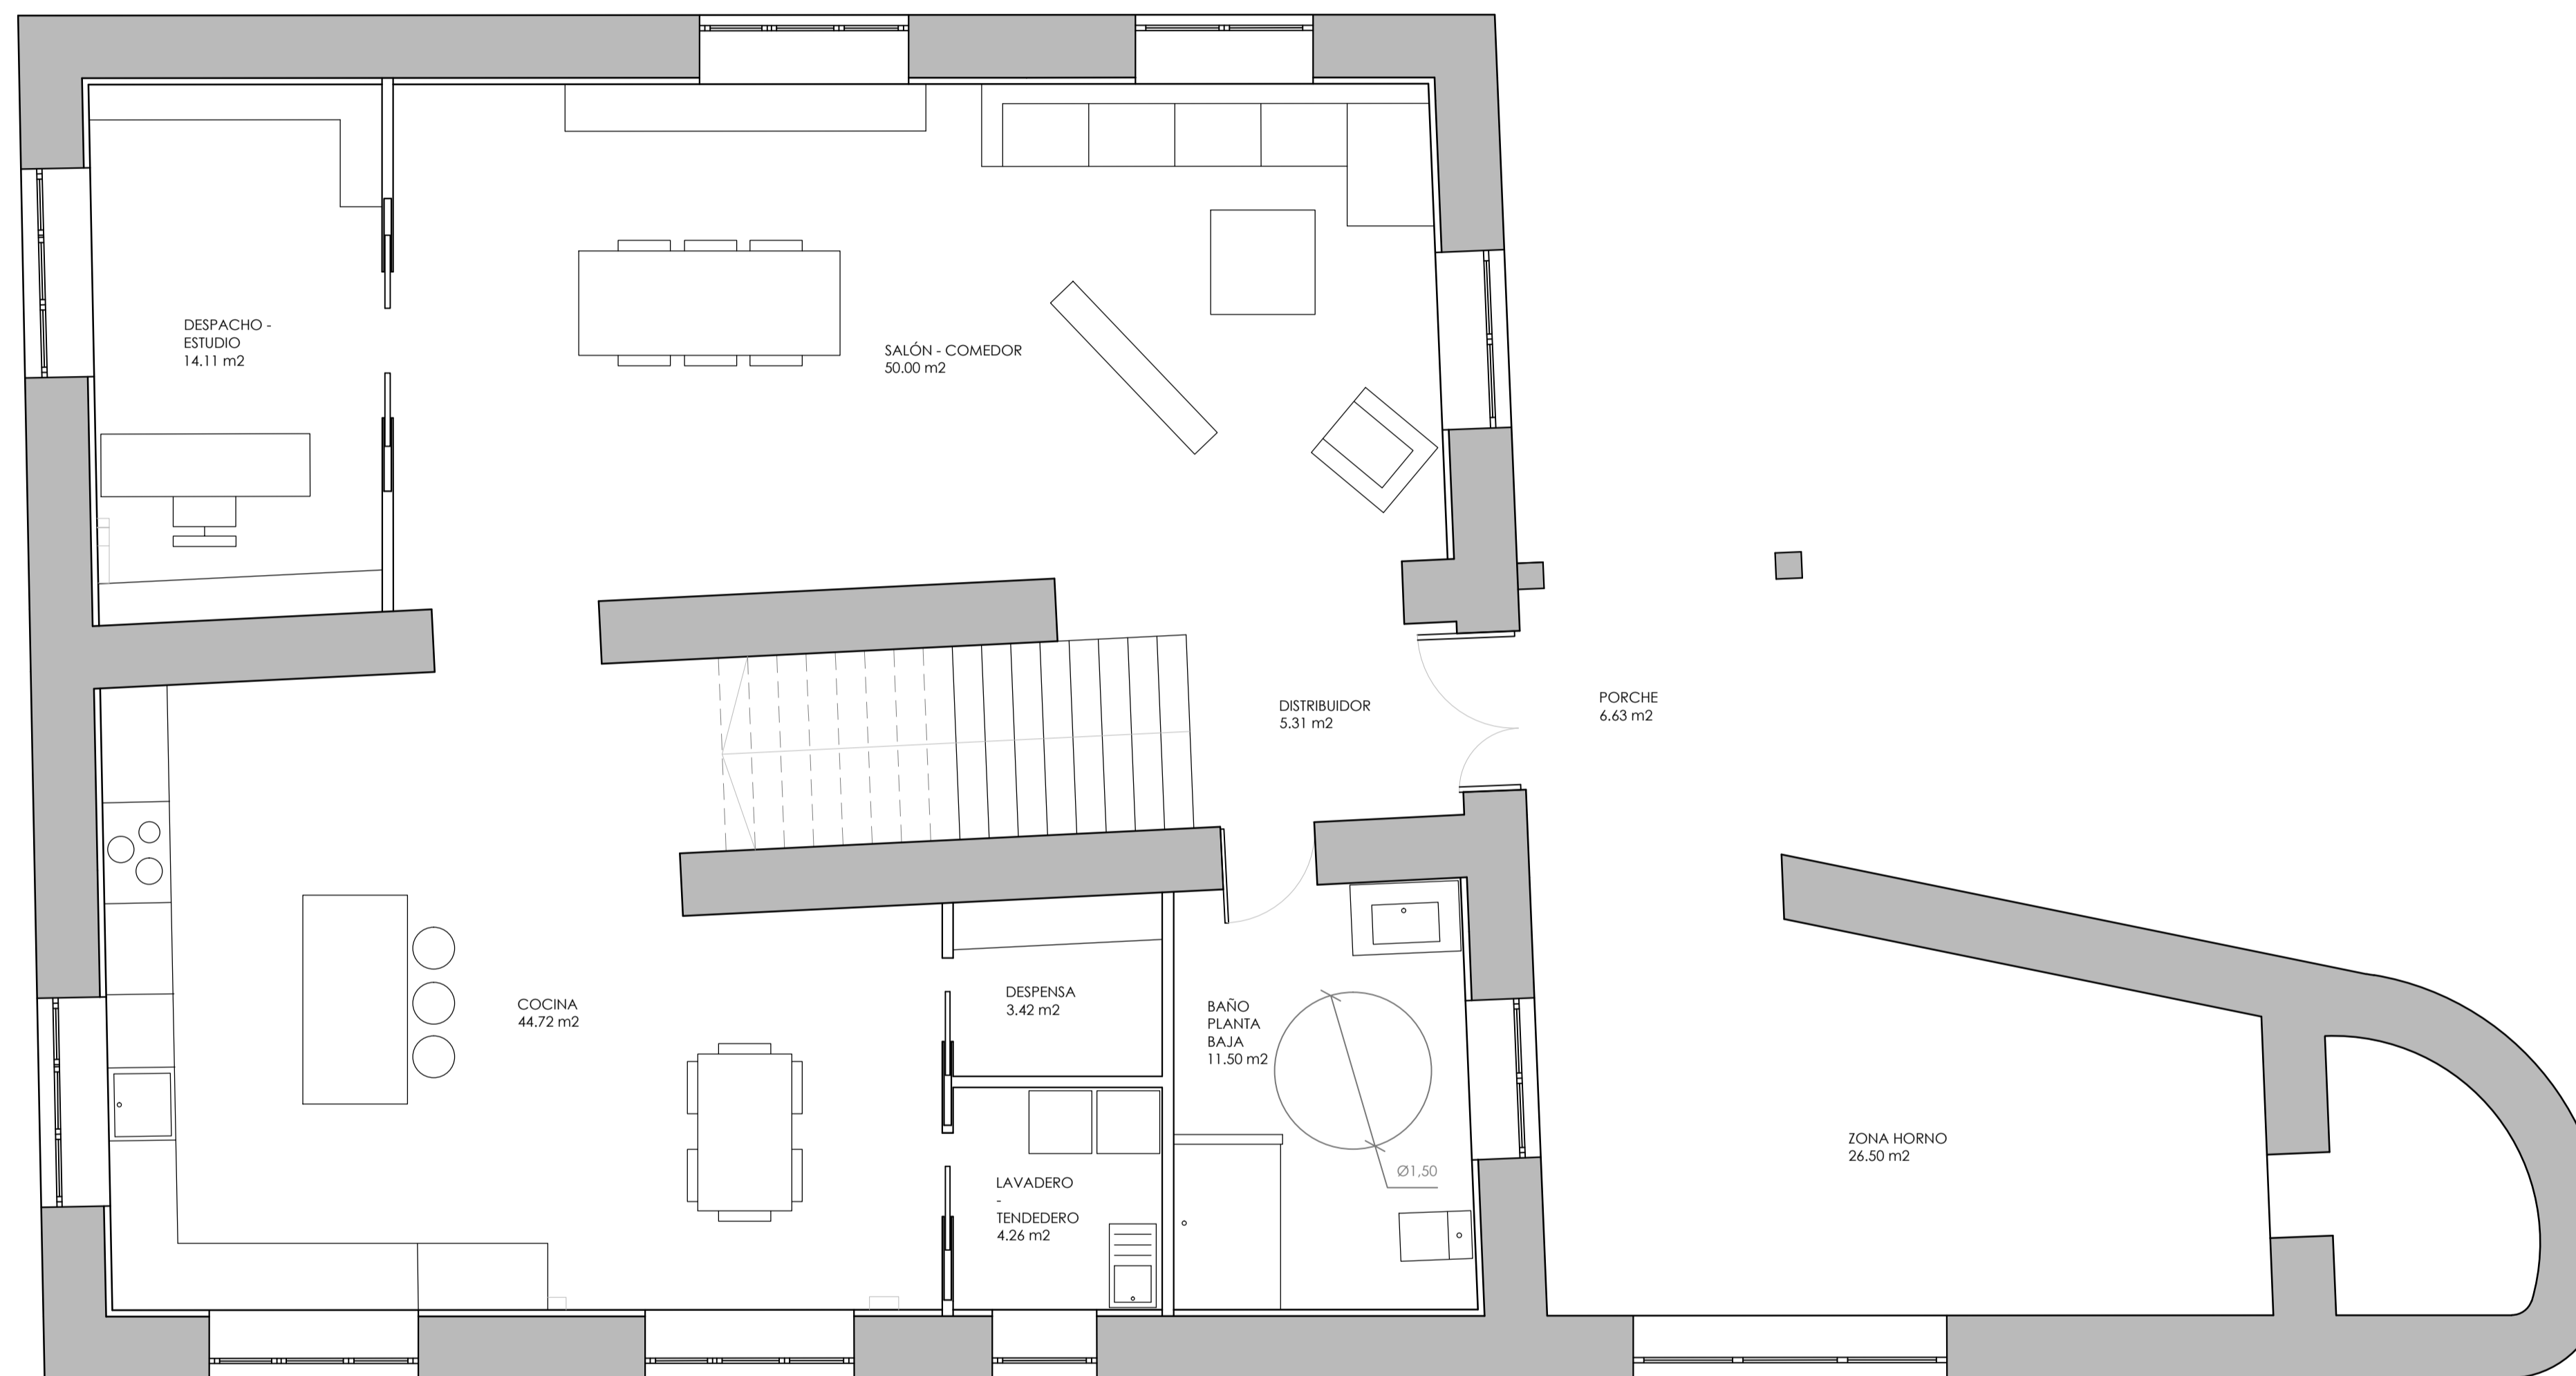 DESPACHO -
ESTUDIO
14.11 m2
SALÓN - COMEDOR
50.00 m2
DISTRIBUIDOR
5.31 m2
PORCHE
6.63 m2
COCINA
44.72 m2
DESPENSA
3.42 m2
BAÑO
PLANTA
BAJA
11.50 m2
Ø1,50
LAVADERO
-
TENDEDERO
4.26 m2
ZONA HORNO
26.50 m2